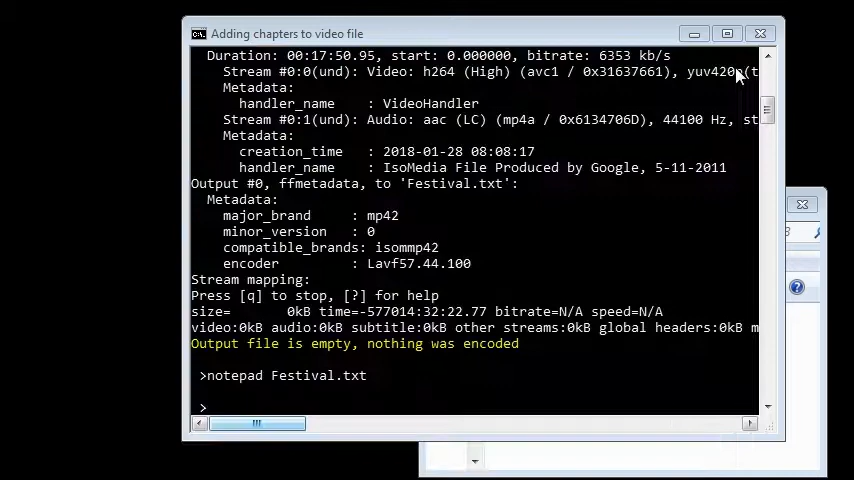 Adding chapters to video file
Duration: 00:17:50.95, start: 0.000000, bitrate: 6353 kb/s
Stream #0:0(und): Video: h264 (High) (avc1 / 0x31637661), yuv420p(t
Metadata:
handler_name : VideoHandler
Stream #0:1(und): Audio: aac (LC) (mp4a / 0x6134706D), 44100 Hz, st
Metadata:
creation_time : 2018-01-28 08:08:17
handler_name : IsoMedia File Produced by Google, 5-11-2011
Output #0, ffmetadata, to 'Festival.txt':
Metadata:
major_brand : mp42
minor_version : 0
compatible_brands: isommp42
encoder : Lavf57.44.100
Stream mapping:
Press [q] to stop, [?] for help
size= 0kB time=-577014:32:22.77 bitrate=N/A speed=N/A
video:0kB audio:0kB subtitle:0kB other streams:0kB global headers:0kB m
Output file is empty, nothing was encoded
>notepad Festival.txt
>